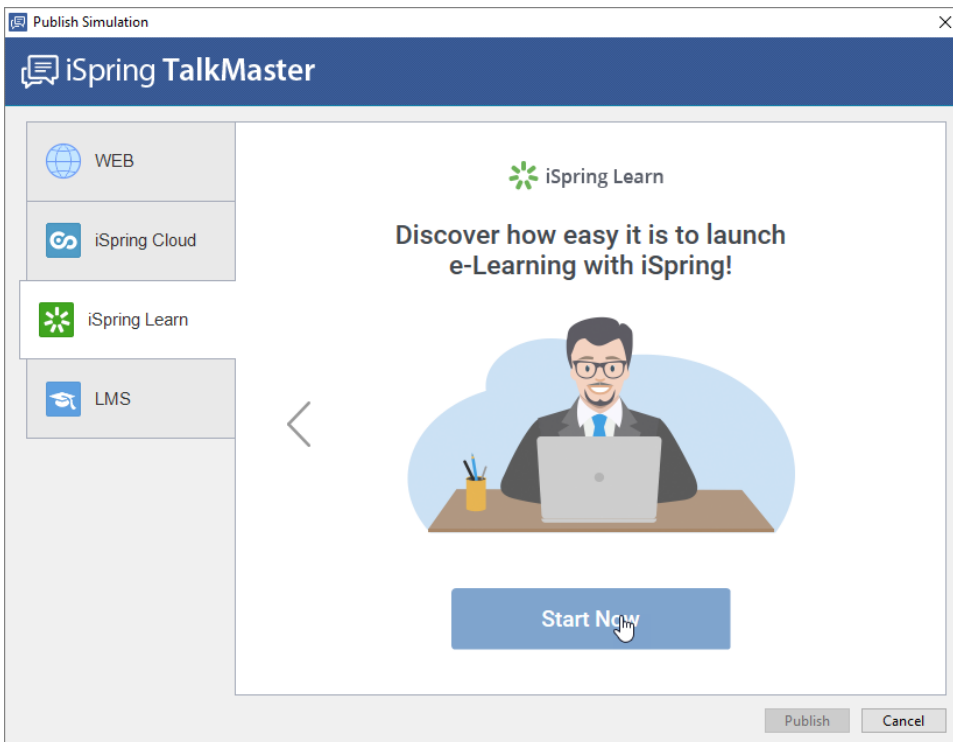 Publish Simulation
iSpring TalkMaster
WEB
iSpring Cloud
iSpring Learn
LMS
iSpring Learn
Discover how easy it is to launch
e-Learning with iSpring!
Start Now
Publish
Cancel